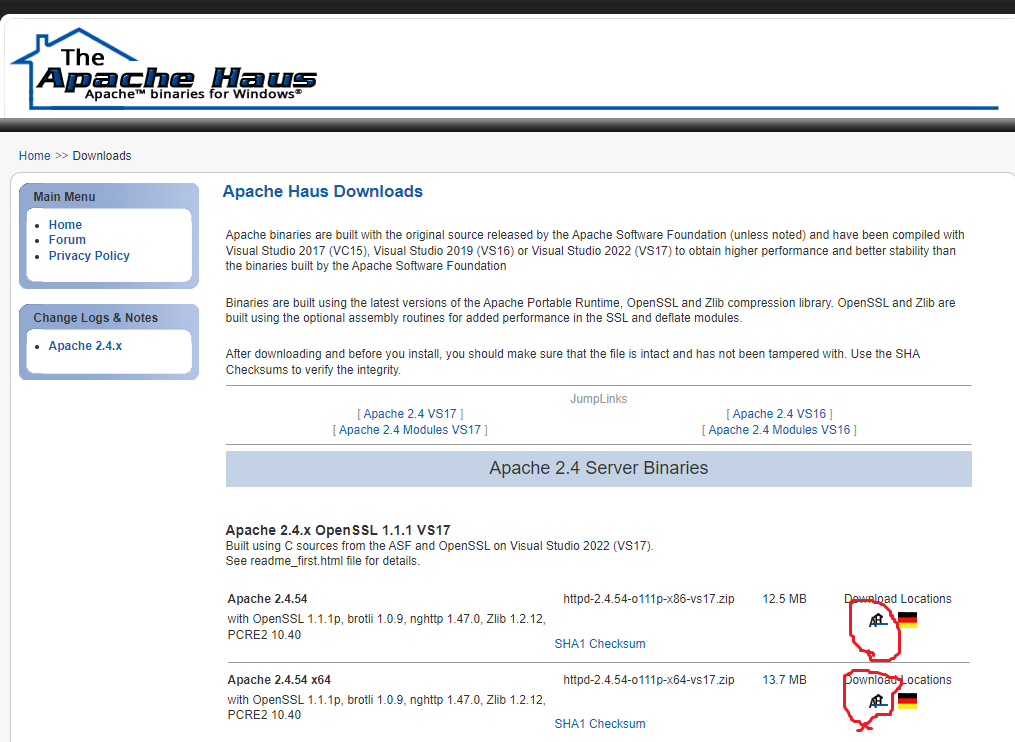 The
Apache Haus
Apache™ binaries for Windows®
Home >> Downloads
Main Menu
Home
Forum
Privacy Policy
Change Logs & Notes
Apache 2.4.x
Apache Haus Downloads
Apache binaries are built with the original source released by the Apache Software Foundation (unless noted) and have been compiled with
Visual Studio 2017 (VC15), Visual Studio 2019 (VS16) or Visual Studio 2022 (VS17) to obtain higher performance and better stability than
the binaries built by the Apache Software Foundation
Binaries are built using the latest versions of the Apache Portable Runtime, OpenSSL and Zlib compression library. OpenSSL and Zlib are
built using the optional assembly routines for added performance in the SSL and deflate modules.
After downloading and before you install, you should make sure that the file is intact and has not been tampered with. Use the SHA
Checksums to verify the integrity.
JumpLinks
[ Apache 2.4 VS17 ] [ Apache 2.4 VS16 ]
[ Apache 2.4 Modules VS17 ] [ Apache 2.4 Modules VS16 ]
Apache 2.4 Server Binaries
Apache 2.4.x OpenSSL 1.1.1 VS17
Built using C sources from the ASF and OpenSSL on Visual Studio 2022 (VS17).
See readme_first.html file for details.
Apache 2.4.54 httpd-2.4.54-o111p-x86-vs17.zip 12.5 MB Download Locations
with OpenSSL 1.1.1p, brotli 1.0.9, nghttp 1.47.0, Zlib 1.2.12,
PCRE2 10.40
SHA1 Checksum
Apache 2.4.54 x64 httpd-2.4.54-o111p-x64-vs17.zip 13.7 MB Download Locations
with OpenSSL 1.1.1p, brotli 1.0.9, nghttp 1.47.0, Zlib 1.2.12,
PCRE2 10.40
SHA1 Checksum